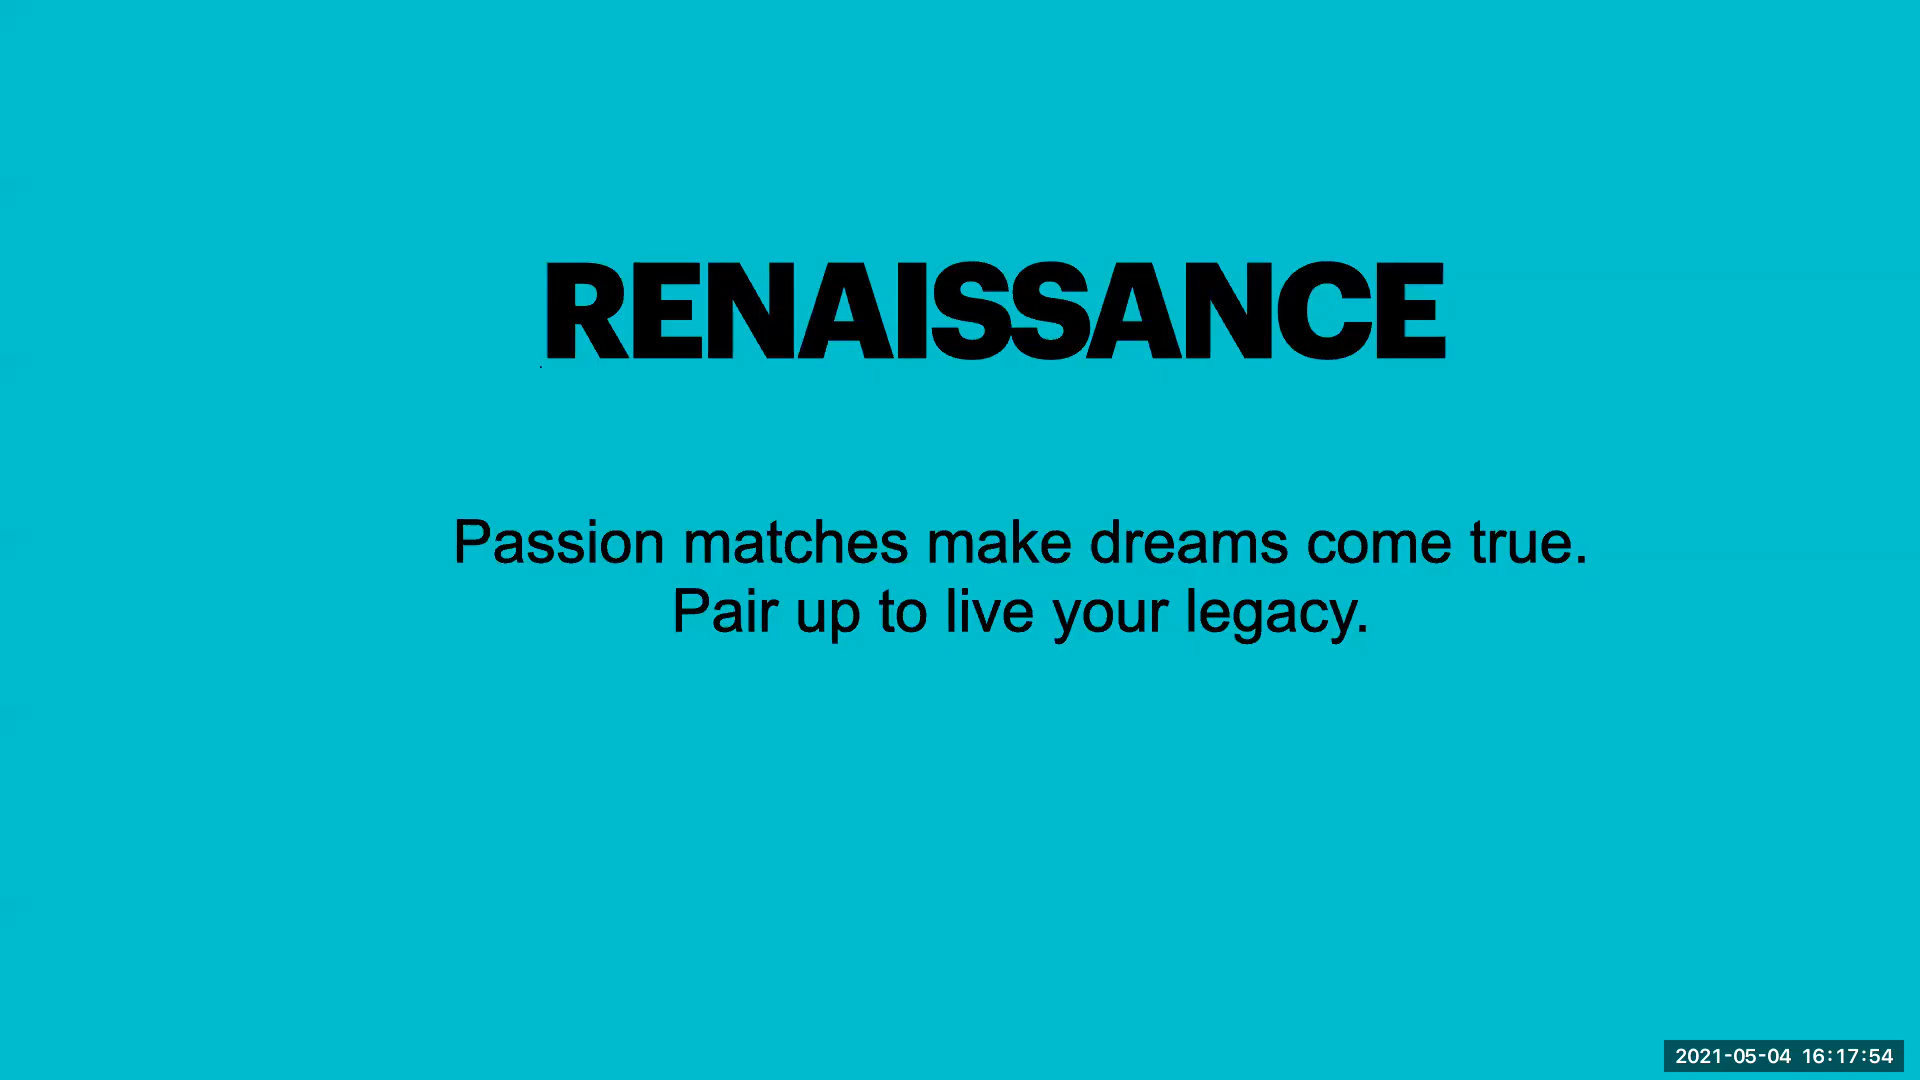 RENAISSANCE
Passion matches make dreams come true.
Pair up to live your legacy.
2021-05-04 16:17:54